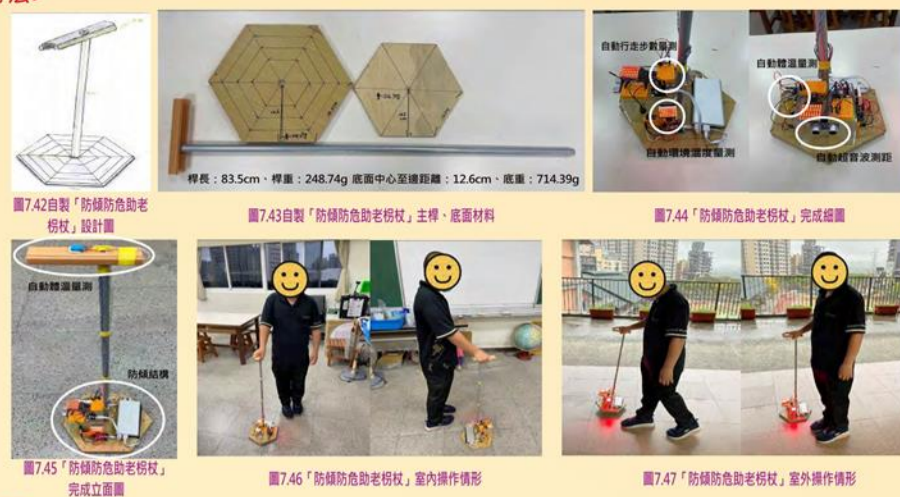 自動行走步數量測
自動環境溫度量測
自動體溫量測
自動超音波測距
桿長：83.5cm、桿重：248.74g 底面中心至邊距離：12.6cm、底重：714.39g
圖7.42自製「防傾防危助老
柺杖」設計圖
圖7.43自製「防傾防危助老柺杖」主桿、底面材料
圖7.44「防傾防危助老柺杖」完成細圖
自動體溫量測
防傾結構
圖7.45「防傾防危助老柺杖」
完成立面圖
圖7.46「防傾防危助老柺杖」室內操作情形
圖7.47「防傾防危助老柺杖」室外操作情形